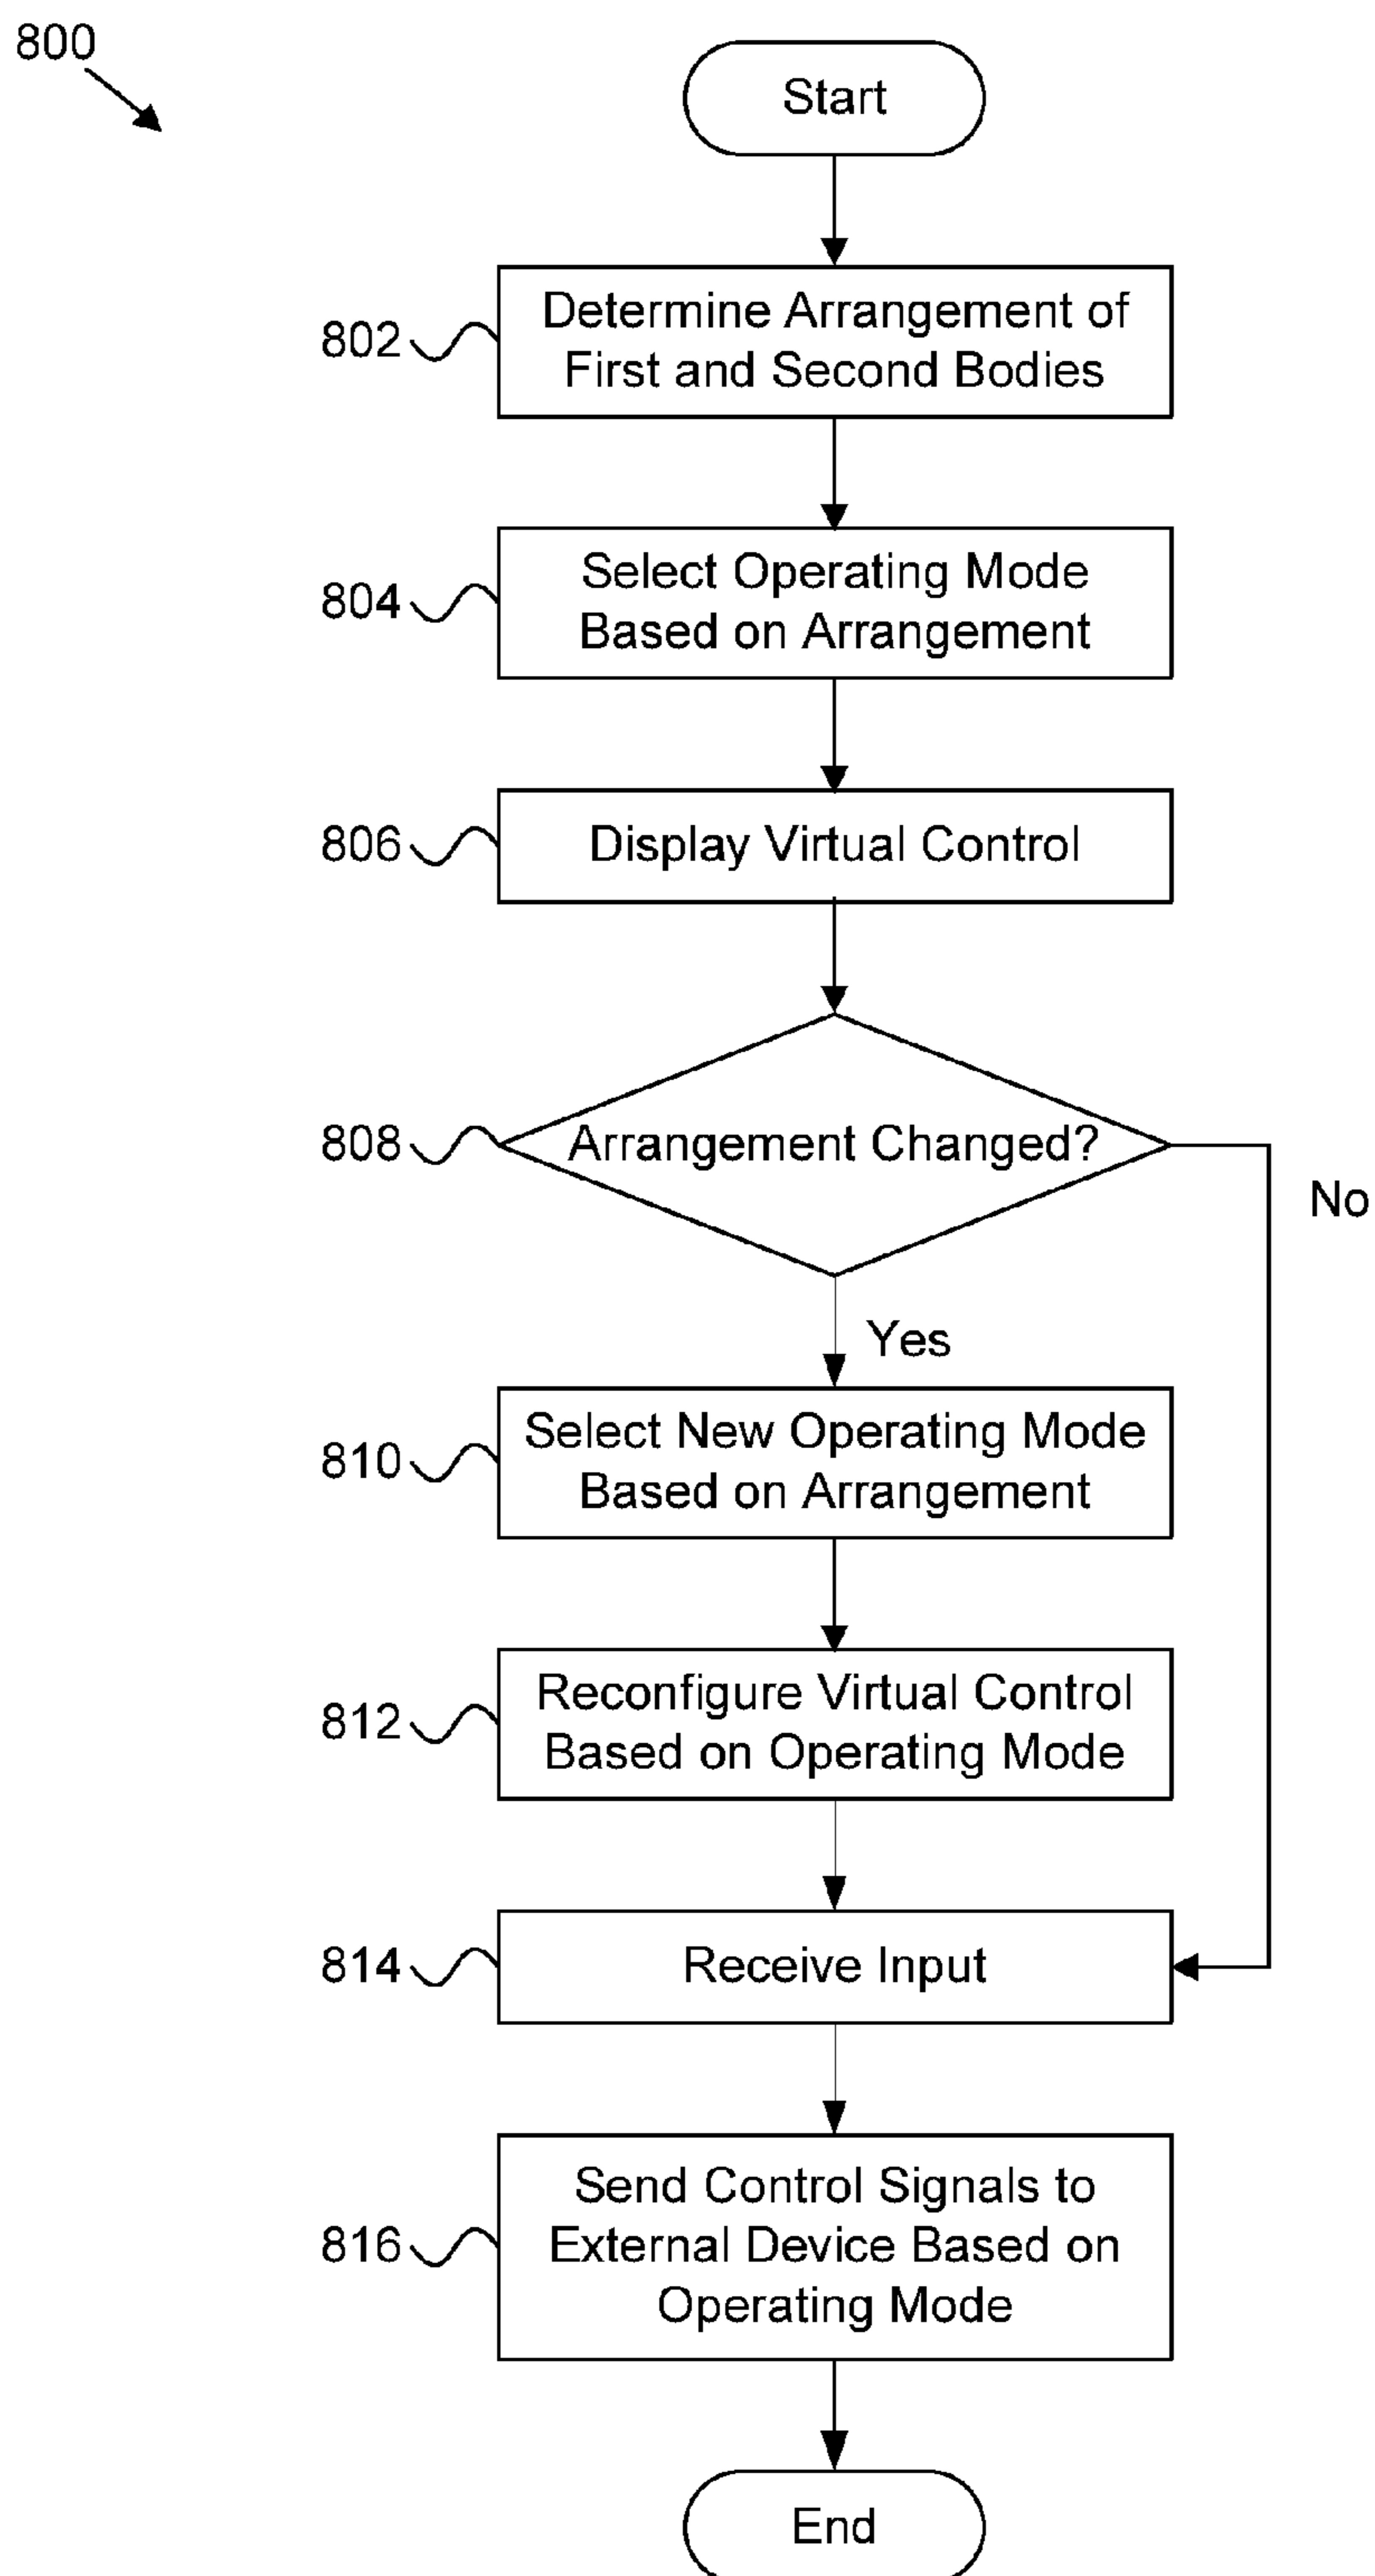 800
Start
802
Determine Arrangement of
First and Second Bodies
804
Select Operating Mode
Based on Arrangement
806
Display Virtual Control
808
Arrangement Changed?
No
Yes
810
Select New Operating Mode
Based on Arrangement
812
Reconfigure Virtual Control
Based on Operating Mode
814
Receive Input
816
Send Control Signals to
External Device Based on
Operating Mode
End